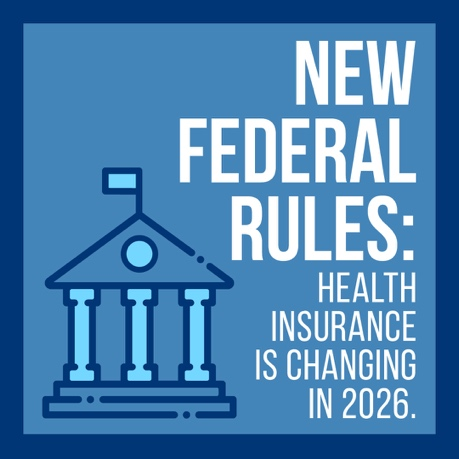 NEW
FEDERAL
RULES:
HEALTH
INSURANCE
IS CHANGING
IN 2026.